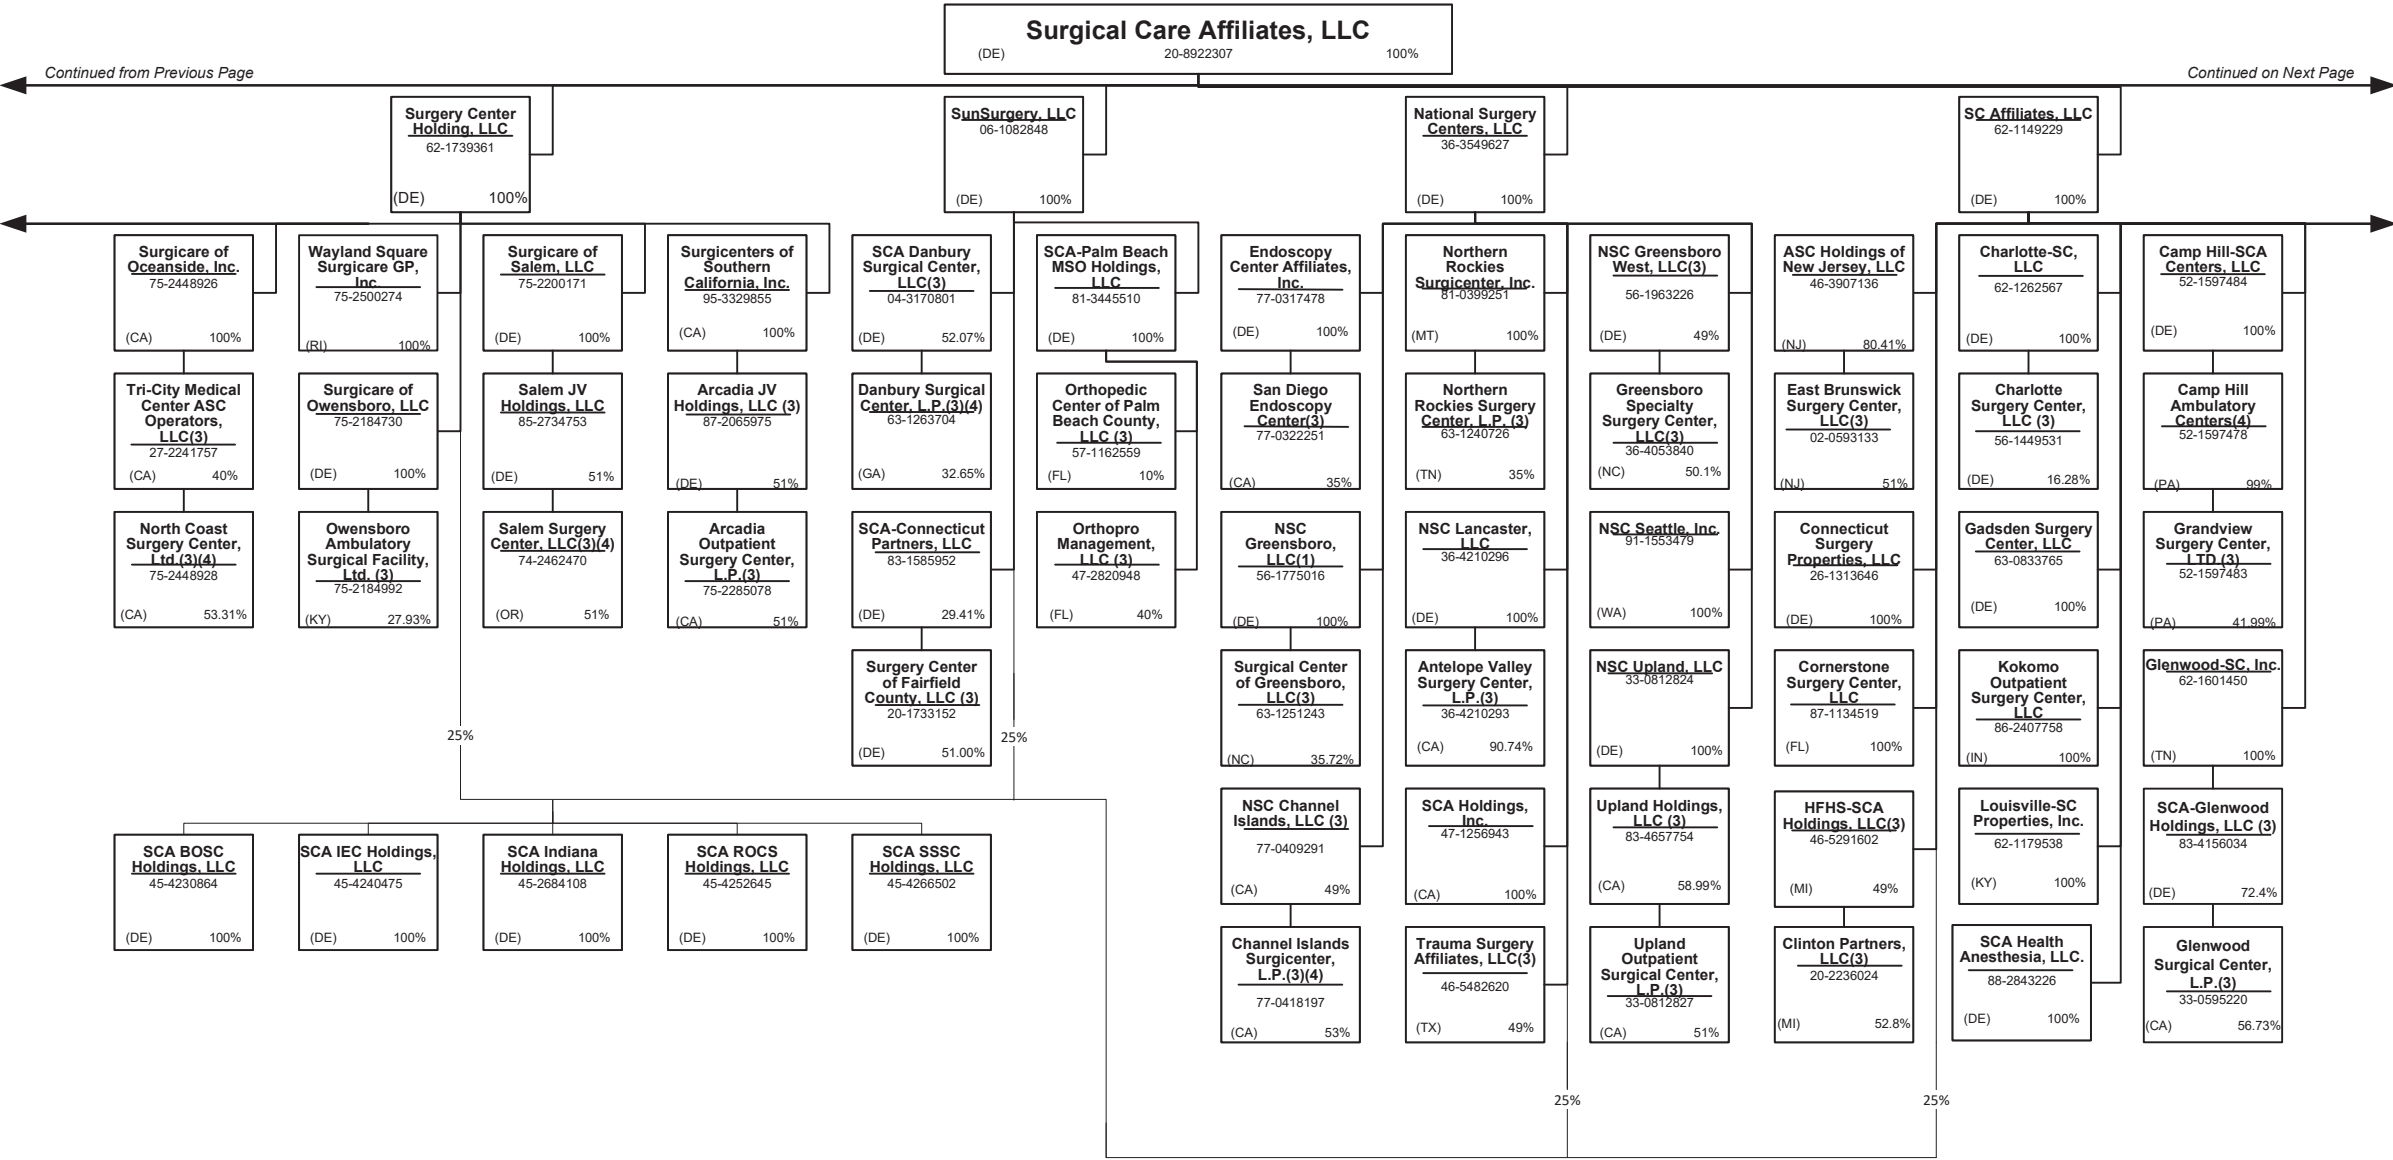 Surgical Care Affiliates, LLC
(DE) 20-8922307 100%
Continued from Previous Page
Continued on Next Page
Surgery Center
Holding, LLC
62-1739361
(DE) 100%
SunSurgery, LLC
06-1082848
(DE) 100%
National Surgery
Centers, LLC
36-3549627
(DE) 100%
SC Affiliates, LLC
62-1149229
(DE) 100%
Surgicare of
Oceanside, Inc.
75-2448926
(CA) 100%
Wayland Square
Surgicare GP,
Inc.
75-2500274
(RI) 100%
Surgicare of
Salem, LLC
75-2200171
(DE) 100%
Surgicenters of
Southern
California, Inc.
95-3329855
(CA) 100%
SCA Danbury
Surgical Center,
LLC(3)
04-3170801
(DE) 52.07%
SCA-Palm Beach
MSO Holdings,
LLC
81-3445510
(DE) 100%
Endoscopy
Center Affiliates,
Inc.
77-0317478
(DE) 100%
Northern
Rockies
Surgicenter, Inc.
81-0399251
(MT) 100%
NSC Greensboro
West, LLC(3)
56-1963226
(DE) 49%
ASC Holdings of
New Jersey, LLC
46-3907136
(NJ) 80.41%
Charlotte-SC,
LLC
62-1262567
(DE) 100%
Camp Hill-SCA
Centers, LLC
52-1597484
(DE) 100%
Tri-City Medical
Center ASC
Operators,
LLC(3)
27-2241757
(CA) 40%
Surgicare of
Owensboro, LLC
75-2184730
(DE) 100%
Salem JV
Holdings, LLC
85-2734753
(DE) 51%
Arcadia JV
Holdings, LLC (3)
87-2065975
(DE) 51%
Danbury Surgical
Center, L.P.(3)(4)
63-1263704
(GA) 32.65%
Orthopedic
Center of Palm
Beach County,
LLC (3)
57-1162559
(FL) 10%
San Diego
Endoscopy
Center(3)
77-0322251
(CA) 35%
Northern
Rockies Surgery
Center, L.P. (3)
63-1240726
(TN) 35%
Greensboro
Specialty
Surgery Center,
LLC(3)
36-4053840
(NC) 50.1%
East Brunswick
Surgery Center,
LLC(3)
02-0593133
(NJ) 51%
Charlotte
Surgery Center,
LLC (3)
56-1449531
(DE) 16.28%
Camp Hill
Ambulatory
Centers(4)
52-1597478
(PA) 99%
North Coast
Surgery Center,
Ltd.(3)(4)
75-2448928
(CA) 53.31%
Owensboro
Ambulatory
Surgical Facility,
Ltd. (3)
75-2184992
(KY) 27.93%
Salem Surgery
Center, LLC(3)(4)
74-2462470
(OR) 51%
Arcadia
Outpatient
Surgery Center,
L.P.(3)
75-2285078
(CA) 51%
SCA-Connecticut
Partners, LLC
83-1585952
(DE) 29.41%
Orthopro
Management,
LLC (3)
47-2820948
(FL) 40%
NSC
Greensboro,
LLC(1)
56-1775016
(DE) 100%
NSC Lancaster,
LLC
36-4210296
(DE) 100%
NSC Seattle, Inc.
91-1553479
(WA) 100%
Connecticut
Surgery
Properties, LLC
26-1313646
(DE) 100%
Gadsden Surgery
Center, LLC
63-0833765
(DE) 100%
Grandview
Surgery Center,
LTD (3)
52-1597483
(PA) 41.99%
Surgery Center
of Fairfield
County, LLC (3)
20-1733152
(DE) 51.00%
Surgical Center
of Greensboro,
LLC(3)
63-1251243
(NC) 35.72%
Antelope Valley
Surgery Center,
L.P.(3)
36-4210293
(CA) 90.74%
NSC Upland, LLC
33-0812824
(DE) 100%
Cornerstone
Surgery Center,
LLC
87-1134519
(FL) 100%
Kokomo
Outpatient
Surgery Center,
LLC
86-2407758
(IN) 100%
Glenwood-SC, Inc.
62-1601450
(TN) 100%
25%
25%
SCA BOSC
Holdings, LLC
45-4230864
(DE) 100%
SCA IEC Holdings,
LLC
45-4240475
(DE) 100%
SCA Indiana
Holdings, LLC
45-2684108
(DE) 100%
SCA ROCS
Holdings, LLC
45-4252645
(DE) 100%
SCA SSSC
Holdings, LLC
45-4266502
(DE) 100%
NSC Channel
Islands, LLC (3)
77-0409291
(CA) 49%
SCA Holdings,
Inc.
47-1256943
(CA) 100%
Upland Holdings,
LLC (3)
83-4657754
(CA) 58.99%
HFHS-SCA
Holdings, LLC(3)
46-5291602
(MI) 49%
Louisville-SC
Properties, Inc.
62-1179538
(KY) 100%
SCA-Glenwood
Holdings, LLC (3)
83-4156034
(DE) 72.4%
Channel Islands
Surgicenter,
L.P.(3)(4)
77-0418197
(CA) 53%
Trauma Surgery
Affiliates, LLC(3)
46-5482620
(TX) 49%
Upland
Outpatient
Surgical Center,
L.P.(3)
33-0812827
(CA) 51%
Clinton Partners,
LLC(3)
20-2236024
(MI) 52.8%
SCA Health
Anesthesia, LLC.
88-2843226
(DE) 100%
Glenwood
Surgical Center,
L.P.(3)
33-0595220
(CA) 56.73%
25%
25%